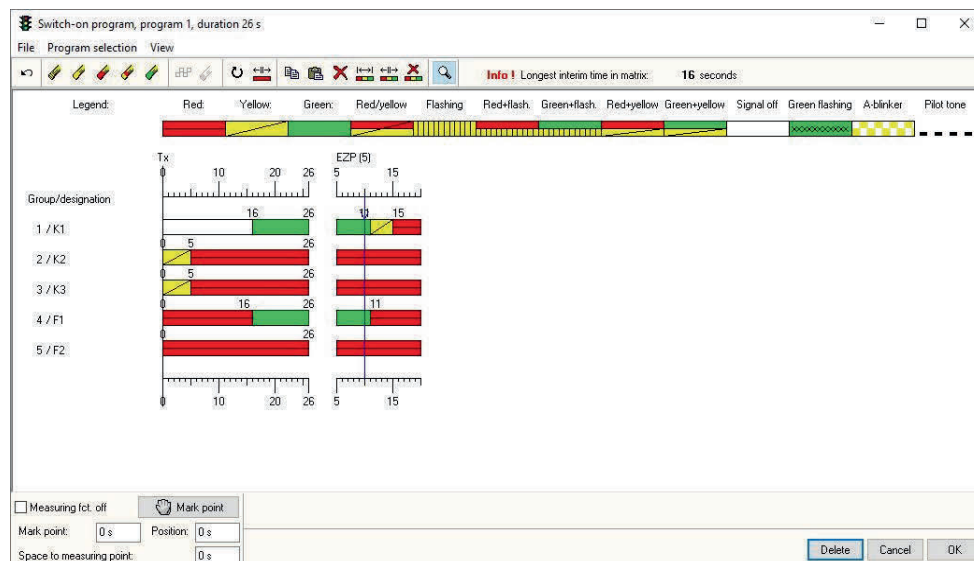 Switch-on program, program 1, duration 26 s
File Program selection View
Info ! Longest interim time in matrix: 16 seconds
Legend: Red: Yellow: Green: Red/yellow Flashing Red+flash. Green+flash. Red+yellow Green+yellow Signal off Green flashing A-blinker Pilot tone
Tx EZP (5)
0 10 20 26 5 15
Group/designation
16 26 11 15
1 / K1
0 5 26
2 / K2
0 5 26
3 / K3
0 16 26 11
4 / F1
0 26
5 / F2
0 10 20 26 5 15
Measuring fct. off Mark point
Mark point: 0 s Position: 0 s
Space to measuring point: 0 s
Delete Cancel OK